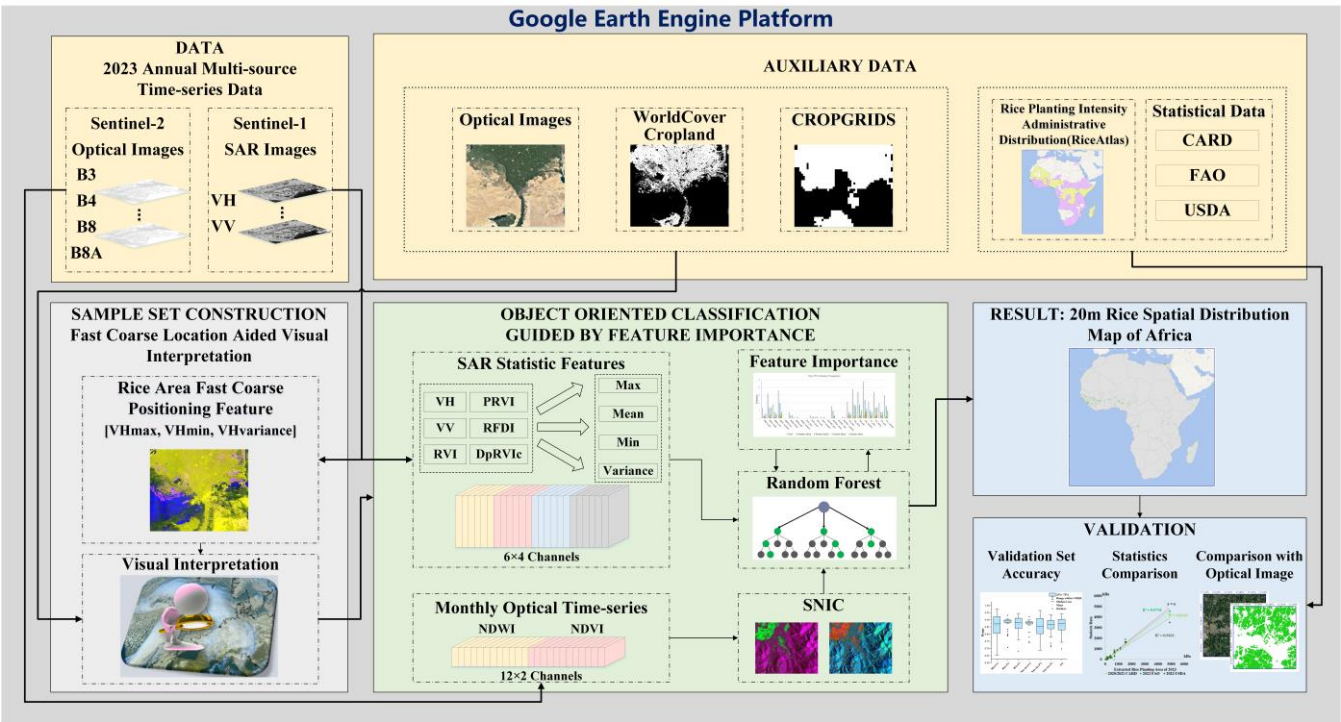 Google Earth Engine Platform
DATA
2023 Annual Multi-source
Time-series Data
Sentinel-2
Optical Images
B3
B4
B8
B8A
Sentinel-1
SAR Images
VH
VV
AUXILIARY DATA
Optical Images
WorldCover
Cropland
CROPGRIDS
Rice Planting Intensity
Administrative
Distribution(RiceAtlas)
Statistical Data
CARD
FAO
USDA
SAMPLE SET CONSTRUCTION
Fast Coarse Location Aided Visual
Interpretation
Rice Area Fast Coarse
Positioning Feature
[VHmax, VHmin, VHvariance]
Visual Interpretation
OBJECT ORIENTED CLASSIFICATION
GUIDED BY FEATURE IMPORTANCE
SAR Statistic Features
VH
PRVI
VV
RFDI
RVI
DpRVIc
Max
Mean
Min
Variance
6×4 Channels
Monthly Optical Time-series
NDWI
NDVI
12×2 Channels
Feature Importance
Random Forest
SNIC
RESULT: 20m Rice Spatial Distribution
Map of Africa
VALIDATION
Validation Set
Accuracy
Statistics
Comparison
Comparison with
Optical Image
Extracted Rice Planting Area of 2023